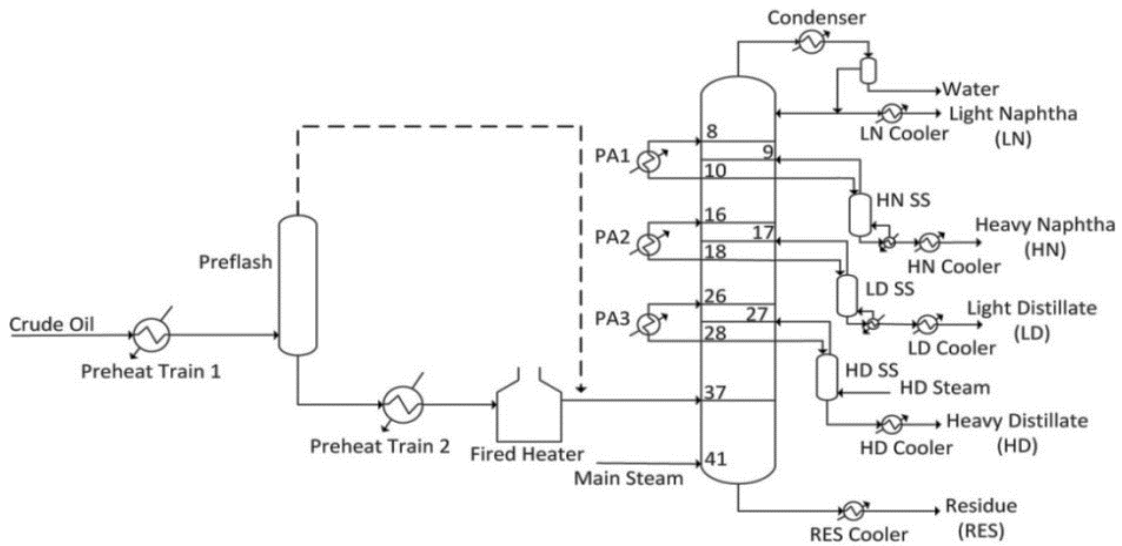 Condenser
Water
Light Naphtha
(LN)
LN Cooler
8
PA1
9
10
HN SS
Heavy Naphtha
(HN)
HN Cooler
16
PA2
17
18
Preflash
LD SS
Light Distillate
(LD)
LD Cooler
26
PA3
27
28
Crude Oil
Preheat Train 1
HD SS
HD Steam
37
Heavy Distillate
(HD)
HD Cooler
Preheat Train 2
Fired Heater
41
Main Steam
Residue
(RES)
RES Cooler